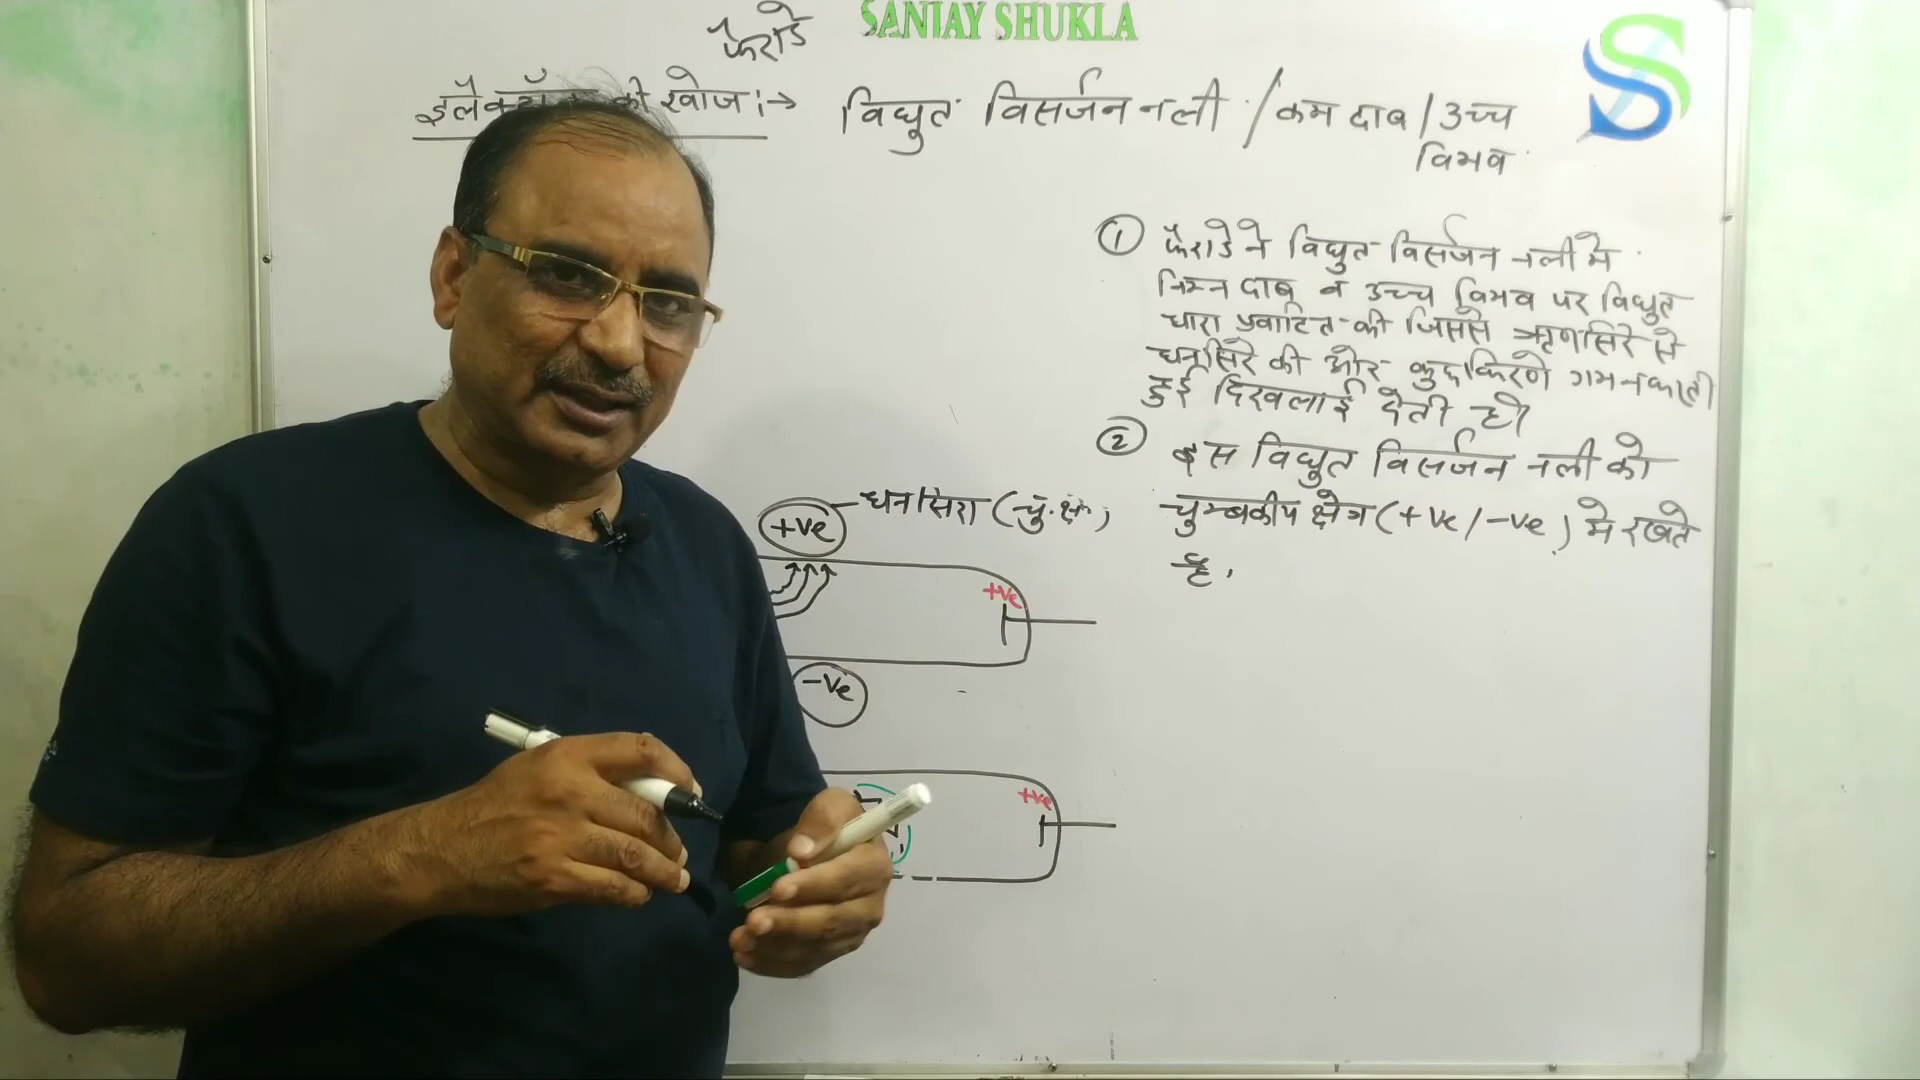 SANJAY SHUKLA
फैराडे
की खोज :→ विधुत विसर्जन नली / कम दाब / उच्च
विभव
① फैराडे ने विधुत विसर्जन नली मे
निम्न दाब व उच्च विभव पर विधुत
धारा प्रवाहित की जिससे ऋणसिरे से
धनसिरे की ओर कुछ किरणे गमन करती
हुई दिखलाई देती है।
② इस विधुत विसर्जन नली को
चुम्बकीय क्षेत्र (+ve/-ve) मे रखते
है,
+ve धनसिरा (चु. क्षे.)
+ve
-ve
+ve